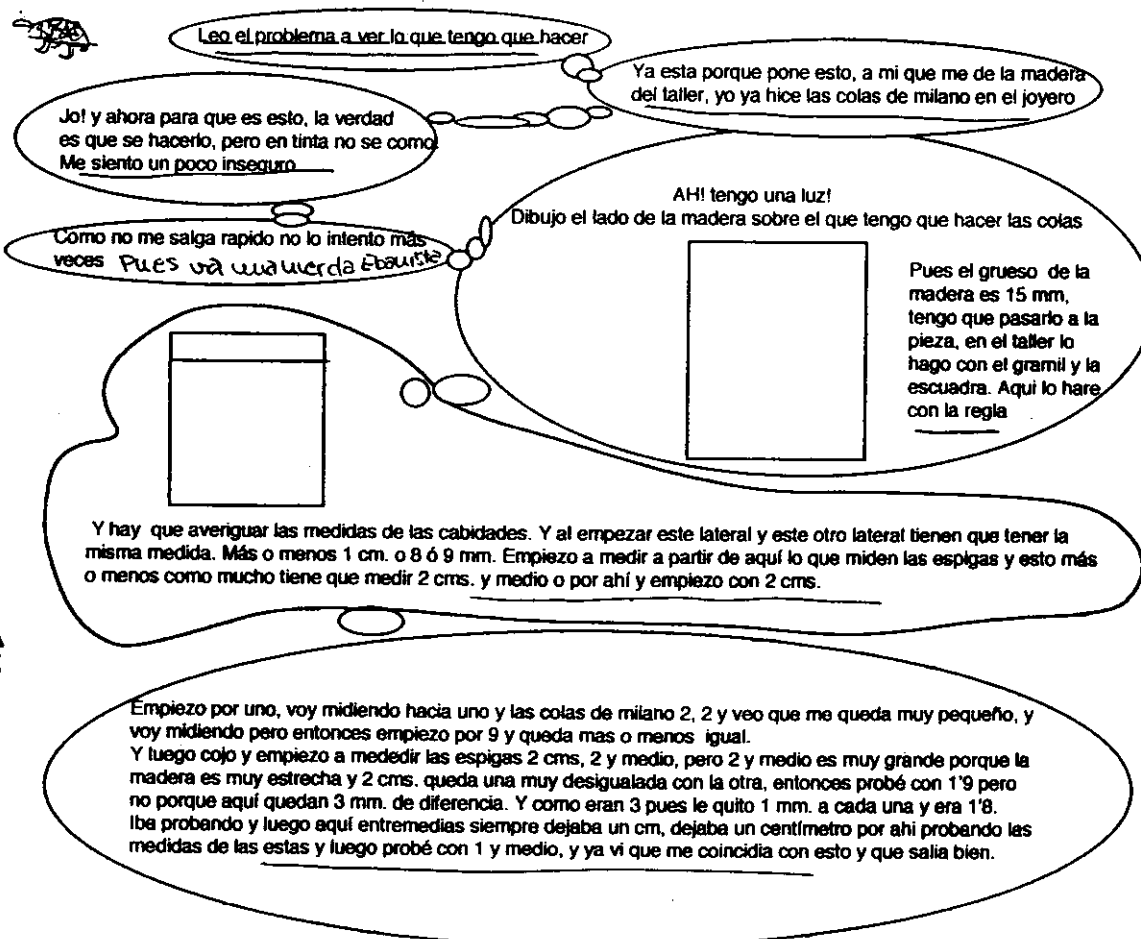 Leo el problema a ver lo que tengo que hacer
Ya esta porque pone esto, a mi que me de la madera
del taller, yo ya hice las colas de milano en el joyero
Jo! y ahora para que es esto, la verdad
es que se hacerlo, pero en tinta no se como.
Me siento un poco inseguro
Como no me salga rapido no lo intento más
veces Pues va una mierda Ebanista
AH! tengo una luz!
Dibujo el lado de la madera sobre el que tengo que hacer las colas
Pues el grueso de la
madera es 15 mm,
tengo que pasarlo a la
pieza, en el taller lo
hago con el gramil y la
escuadra. Aqui lo hare
con la regla
Y hay que averiguar las medidas de las cabidades. Y al empezar este lateral y este otro lateral tienen que tener la
misma medida. Más o menos 1 cm. o 8 ó 9 mm. Empiezo a medir a partir de aquí lo que miden las espigas y esto más
o menos como mucho tiene que medir 2 cms. y medio o por ahí y empiezo con 2 cms.
Empiezo por uno, voy midiendo hacia uno y las colas de milano 2, 2 y veo que me queda muy pequeño, y
voy midiendo pero entonces empiezo por 9 y queda mas o menos igual.
Y luego cojo y empiezo a mededir las espigas 2 cms, 2 y medio, pero 2 y medio es muy grande porque la
madera es muy estrecha y 2 cms. queda una muy desigualada con la otra, entonces probé con 1'9 pero
no porque aquí quedan 3 mm. de diferencia. Y como eran 3 pues le quito 1 mm. a cada una y era 1'8.
Iba probando y luego aquí entremedias siempre dejaba un cm, dejaba un centímetro por ahi probando las
medidas de las estas y luego probé con 1 y medio, y ya vi que me coincidia con esto y que salia bien.